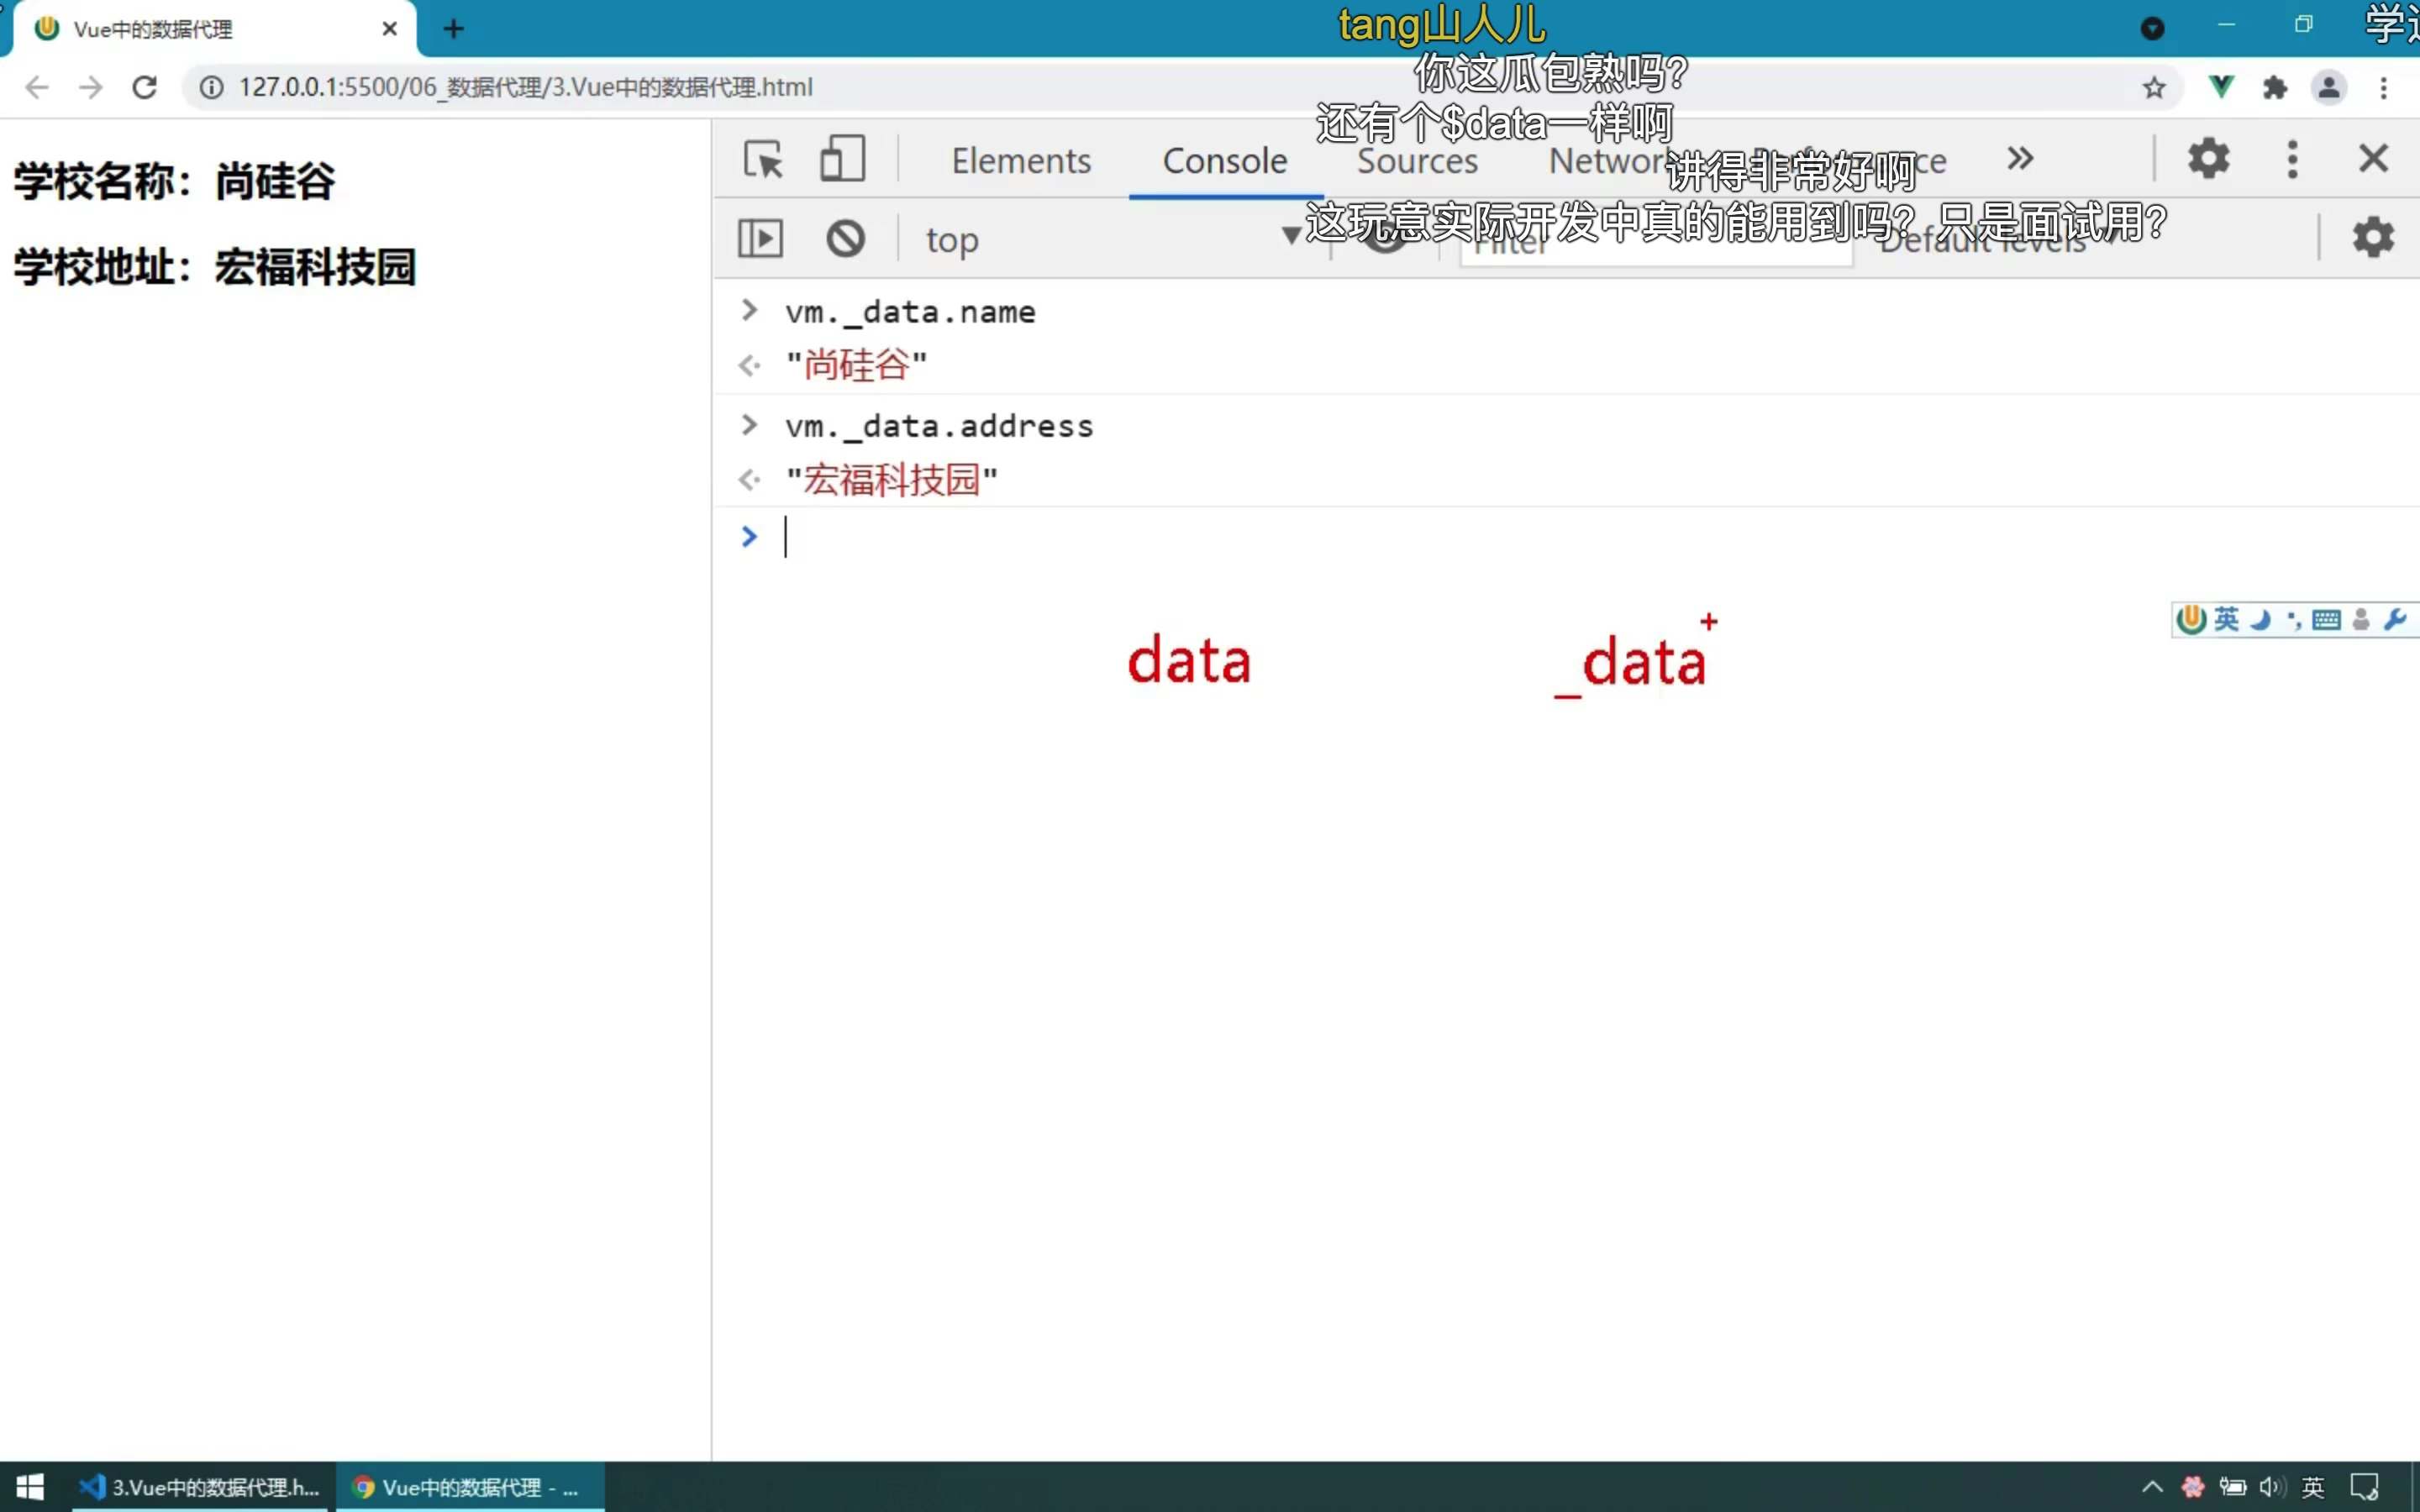 Vue中的数据代理
tang山人儿
127.0.0.1:5500/06_数据代理/3.Vue中的数据代理.html
你这瓜包熟吗？
还有个$data一样啊
学校名称：尚硅谷
Elements Console Sources Network
讲得非常好啊
学校地址：宏福科技园
top
Filter
Default levels
这玩意实际开发中真的能用到吗？只是面试用？
vm._data.name
"尚硅谷"
vm._data.address
"宏福科技园"
英
data _data
3.Vue中的数据代理.h...
Vue中的数据代理 - ...
英